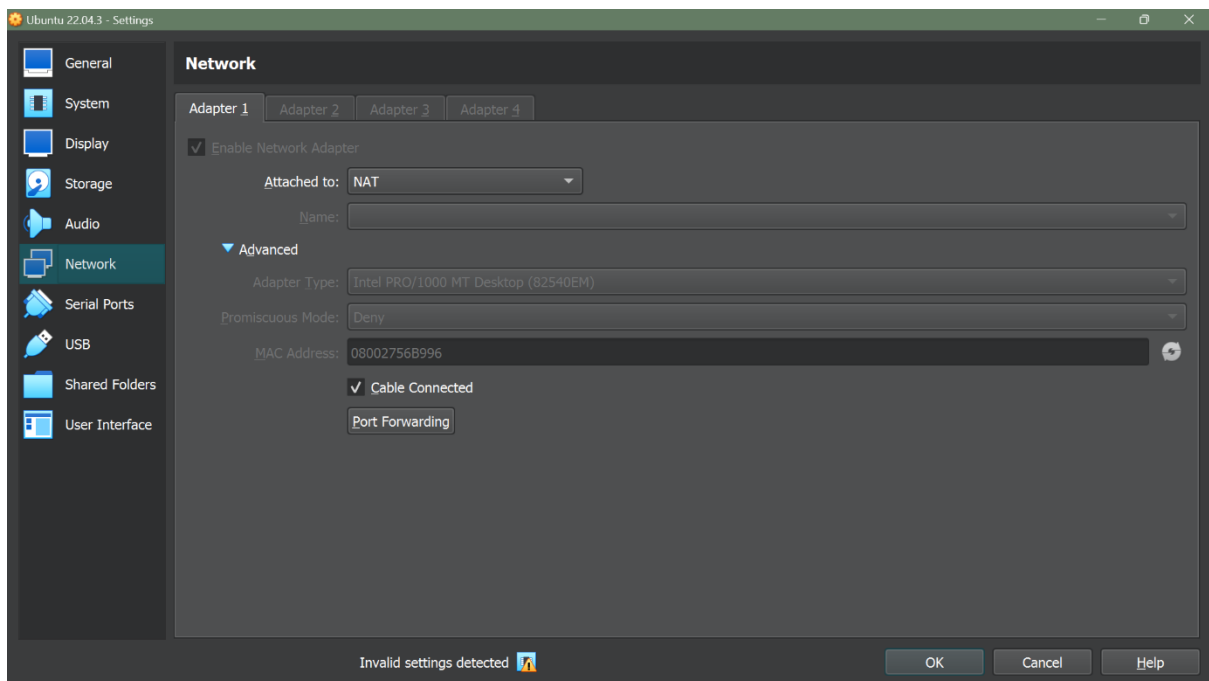 Ubuntu 22.04.3 - Settings
General
System
Display
Storage
Audio
Network
Serial Ports
USB
Shared Folders
User Interface
Network
Adapter 1 Adapter 2 Adapter 3 Adapter 4
Enable Network Adapter
Attached to: NAT
Name:
Advanced
Adapter Type: Intel PRO/1000 MT Desktop (82540EM)
Promiscuous Mode: Deny
MAC Address: 08002756B996
Cable Connected
Port Forwarding
Invalid settings detected
OK Cancel Help